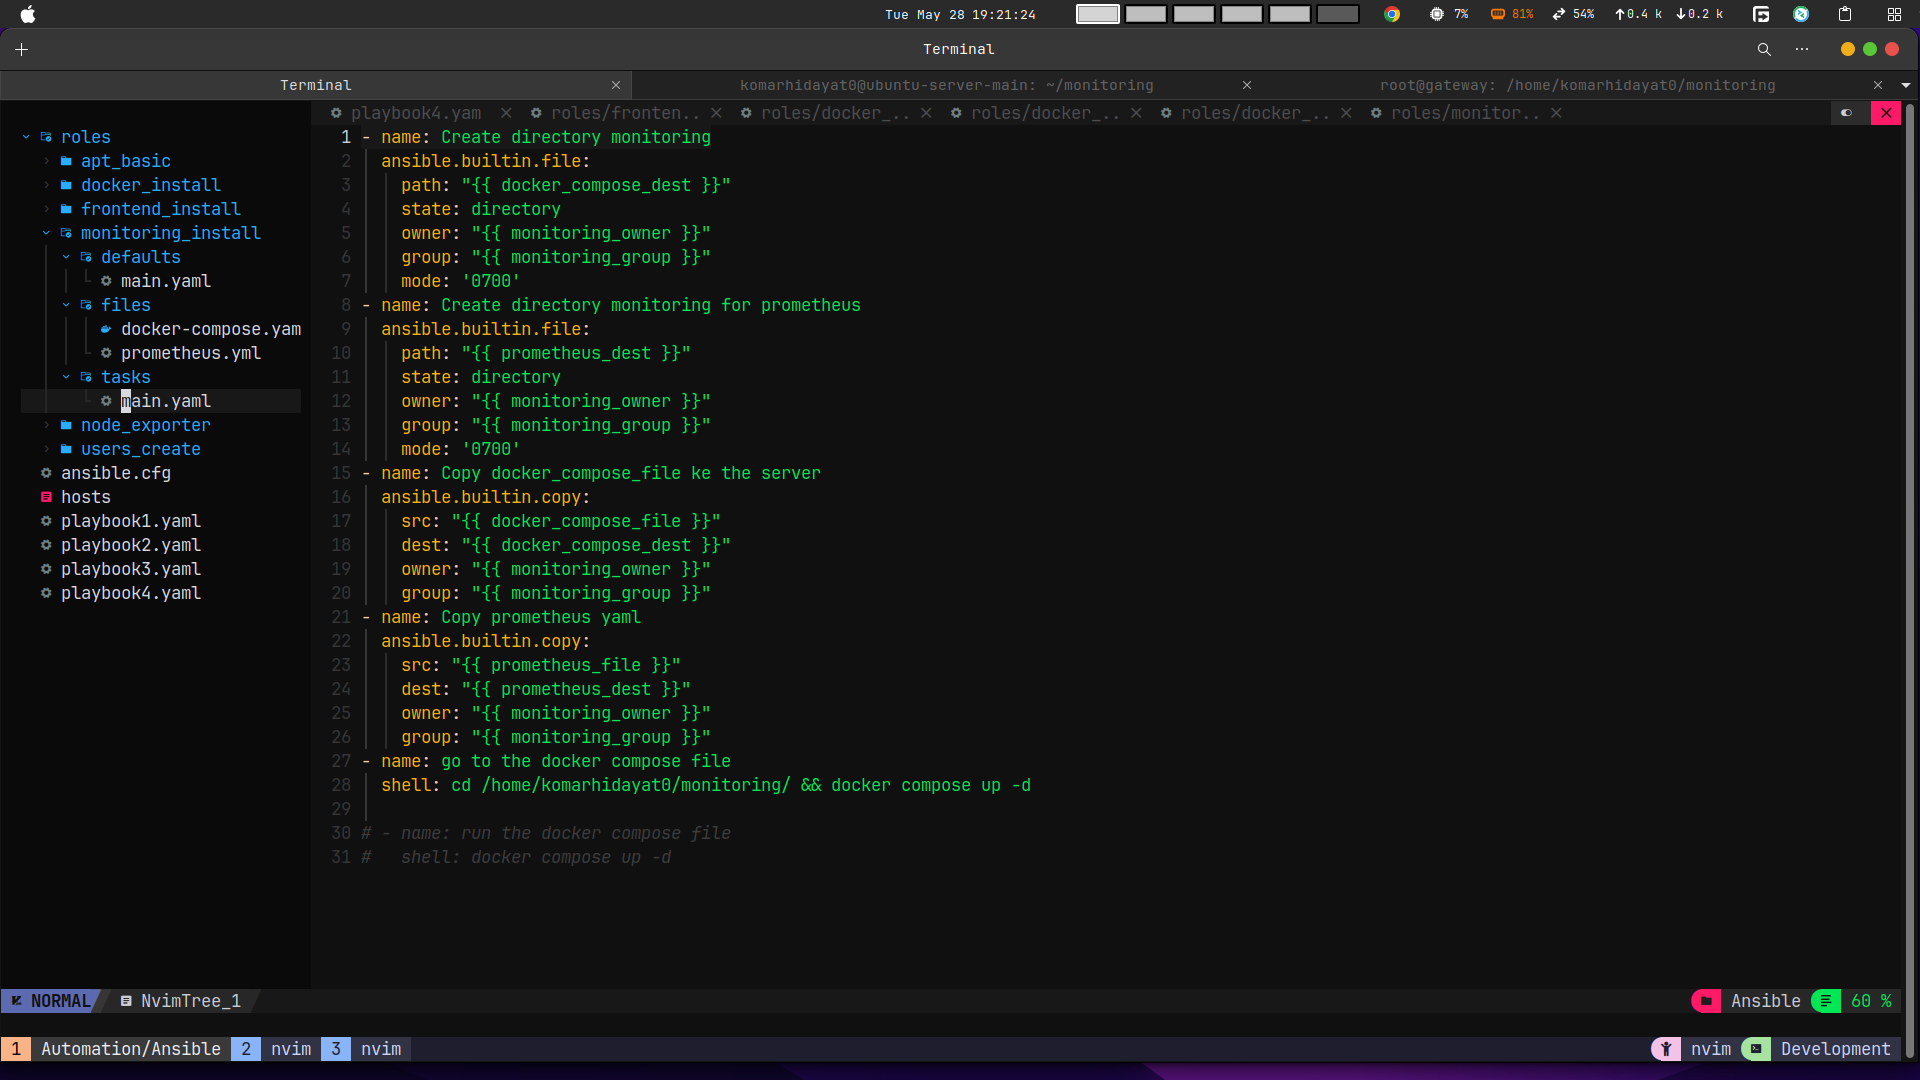 Tue May 28 19:21:24 7% 81% 54% 0.4 k 0.2 k
Terminal
Terminal komarhidayat0@ubuntu-server-main: ~/monitoring root@gateway: /home/komarhidayat0/monitoring
playbook4.yam roles/fronten.. roles/docker_.. roles/docker_.. roles/docker_.. roles/monitor..
roles
apt_basic
docker_install
frontend_install
monitoring_install
defaults
main.yaml
files
docker-compose.yam
prometheus.yml
tasks
main.yaml
node_exporter
users_create
ansible.cfg
hosts
playbook1.yaml
playbook2.yaml
playbook3.yaml
playbook4.yaml
1 - name: Create directory monitoring
2 ansible.builtin.file:
3 path: "{{ docker_compose_dest }}"
4 state: directory
5 owner: "{{ monitoring_owner }}"
6 group: "{{ monitoring_group }}"
7 mode: '0700'
8 - name: Create directory monitoring for prometheus
9 ansible.builtin.file:
10 path: "{{ prometheus_dest }}"
11 state: directory
12 owner: "{{ monitoring_owner }}"
13 group: "{{ monitoring_group }}"
14 mode: '0700'
15 - name: Copy docker_compose_file ke the server
16 ansible.builtin.copy:
17 src: "{{ docker_compose_file }}"
18 dest: "{{ docker_compose_dest }}"
19 owner: "{{ monitoring_owner }}"
20 group: "{{ monitoring_group }}"
21 - name: Copy prometheus yaml
22 ansible.builtin.copy:
23 src: "{{ prometheus_file }}"
24 dest: "{{ prometheus_dest }}"
25 owner: "{{ monitoring_owner }}"
26 group: "{{ monitoring_group }}"
27 - name: go to the docker compose file
28 shell: cd /home/komarhidayat0/monitoring/ && docker compose up -d
29
30 # - name: run the docker compose file
31 # shell: docker compose up -d
NORMAL NvimTree_1 Ansible 60 %
1 Automation/Ansible 2 nvim 3 nvim nvim Development